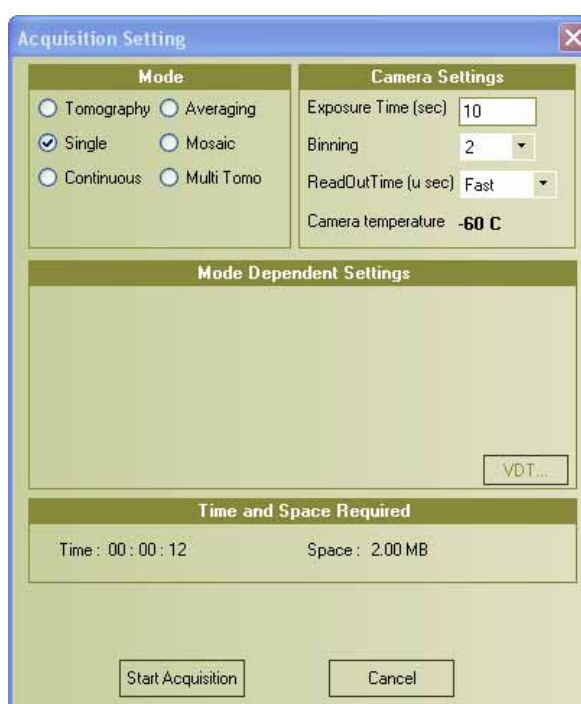 Acquisition Setting
Mode
Tomography Averaging
Single Mosaic
Continuous Multi Tomo
Camera Settings
Exposure Time (sec) 10
Binning 2
ReadOutTime (u sec) Fast
Camera temperature -60 C
Mode Dependent Settings
VDT...
Time and Space Required
Time : 00 : 00 : 12 Space : 2.00 MB
Start Acquisition Cancel